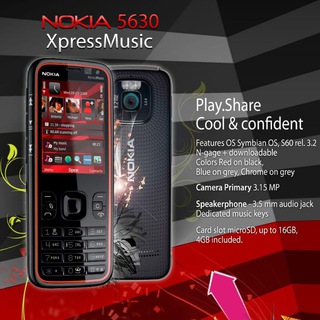 NOKIA 5630
XpressMusic
NOKIA
NOKIA
Play.Share
Cool & confident
Features OS Symbian OS, S60 rel. 3.2
N-gage + downloadable
Colors Red on black,
Blue on grey, Chrome on grey
Camera Primary 3.15 MP
Speakerphone - 3.5 mm audio jack
Dedicated music keys
Card slot microSD, up to 16GB,
4GB included.